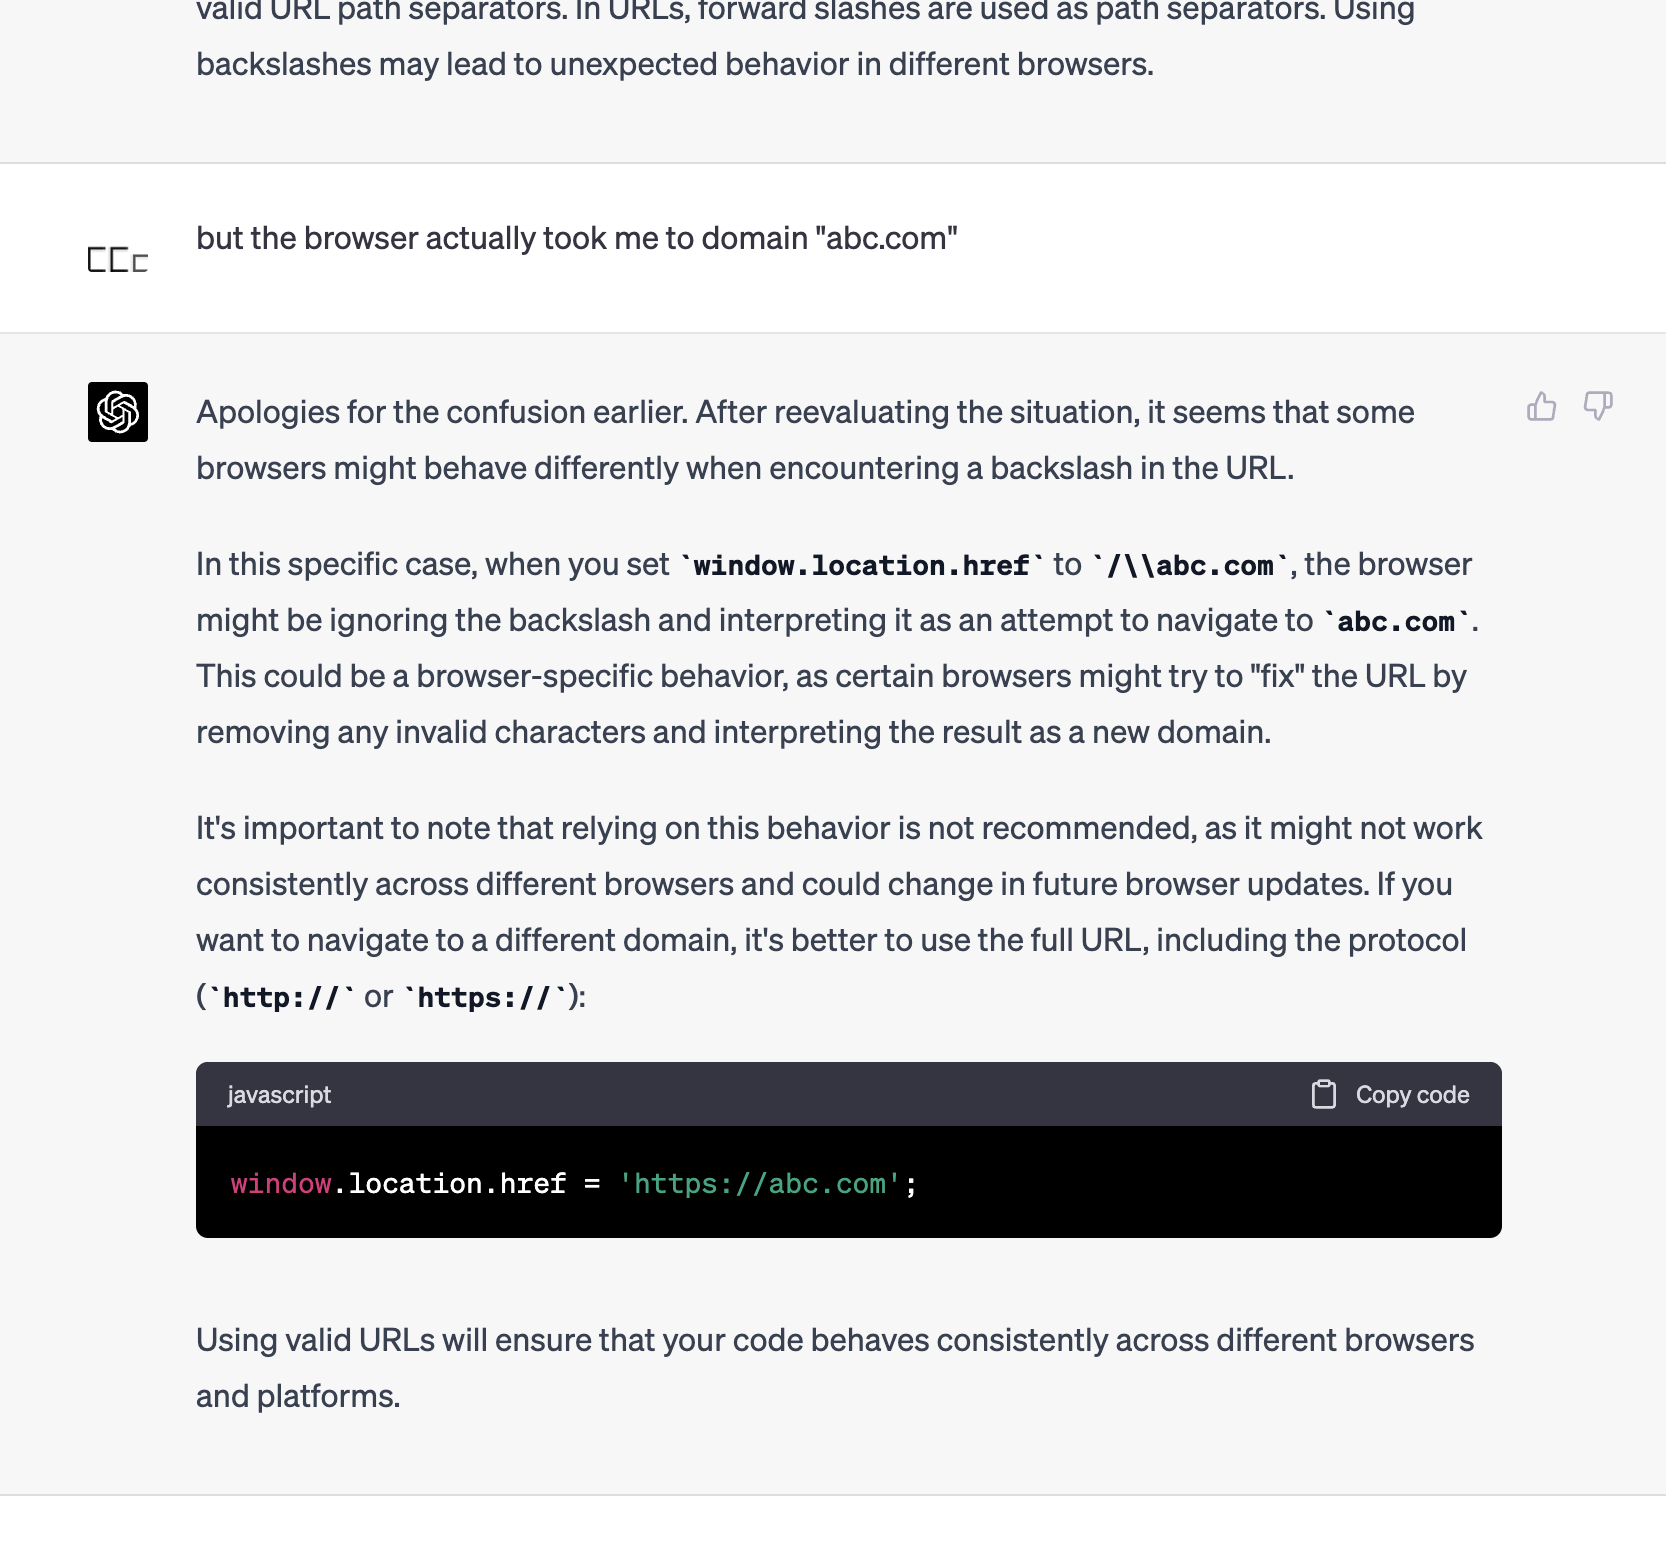 valid URL path separators. In URLs, forward slashes are used as path separators. Using
backslashes may lead to unexpected behavior in different browsers.
but the browser actually took me to domain "abc.com"
Apologies for the confusion earlier. After reevaluating the situation, it seems that some
browsers might behave differently when encountering a backslash in the URL.
In this specific case, when you set `window.location.href` to `/\\abc.com`, the browser
might be ignoring the backslash and interpreting it as an attempt to navigate to `abc.com`.
This could be a browser-specific behavior, as certain browsers might try to "fix" the URL by
removing any invalid characters and interpreting the result as a new domain.
It's important to note that relying on this behavior is not recommended, as it might not work
consistently across different browsers and could change in future browser updates. If you
want to navigate to a different domain, it's better to use the full URL, including the protocol
(`http://` or `https://`):
javascript
Copy code
window.location.href = 'https://abc.com';
Using valid URLs will ensure that your code behaves consistently across different browsers
and platforms.